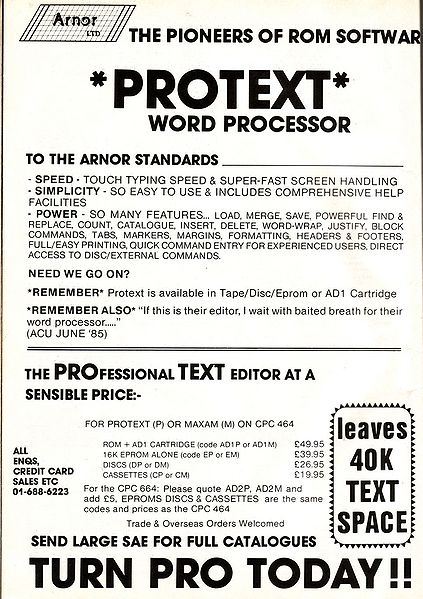 Arnor
LTD
THE PIONEERS OF ROM SOFTWAR
*PROTEXT*
WORD PROCESSOR
TO THE ARNOR STANDARDS
- SPEED - TOUCH TYPING SPEED & SUPER-FAST SCREEN HANDLING
- SIMPLICITY - SO EASY TO USE & INCLUDES COMPREHENSIVE HELP
FACILITIES
- POWER - SO MANY FEATURES... LOAD, MERGE, SAVE, POWERFUL FIND &
REPLACE, COUNT, CATALOGUE, INSERT, DELETE, WORD-WRAP, JUSTIFY, BLOCK
COMMANDS, TABS, MARKERS, MARGINS, FORMATTING, HEADERS & FOOTERS,
FULL/EASY PRINTING, QUICK COMMAND ENTRY FOR EXPERIENCED USERS, DIRECT
ACCESS TO DISC/EXTERNAL COMMANDS.
NEED WE GO ON?
*REMEMBER* Protext is available in Tape/Disc/Eprom or AD1 Cartridge
*REMEMBER ALSO* "If this is their editor, I wait with baited breath for their
word processor....."
(ACU JUNE '85)
THE PROFESSIONAL TEXT EDITOR AT A
SENSIBLE PRICE:-
FOR PROTEXT (P) OR MAXAM (M) ON CPC 464
ROM + AD1 CARTRIDGE (code AD1P or AD1M) £49.95
16K EPROM ALONE (code EP or EM) £39.95
DISCS (DP or DM) £26.95
CASSETTES (CP or CM) £19.95
For the CPC 664: Please quote AD2P, AD2M and
add £5, EPROMS DISCS & CASSETTES are the same
codes and prices as the CPC 464
Trade & Overseas Orders Welcomed
ALL
ENQS,
CREDIT CARD
SALES ETC
01-688-6223
leaves
40K
TEXT
SPACE
SEND LARGE SAE FOR FULL CATALOGUES
TURN PRO TODAY!!